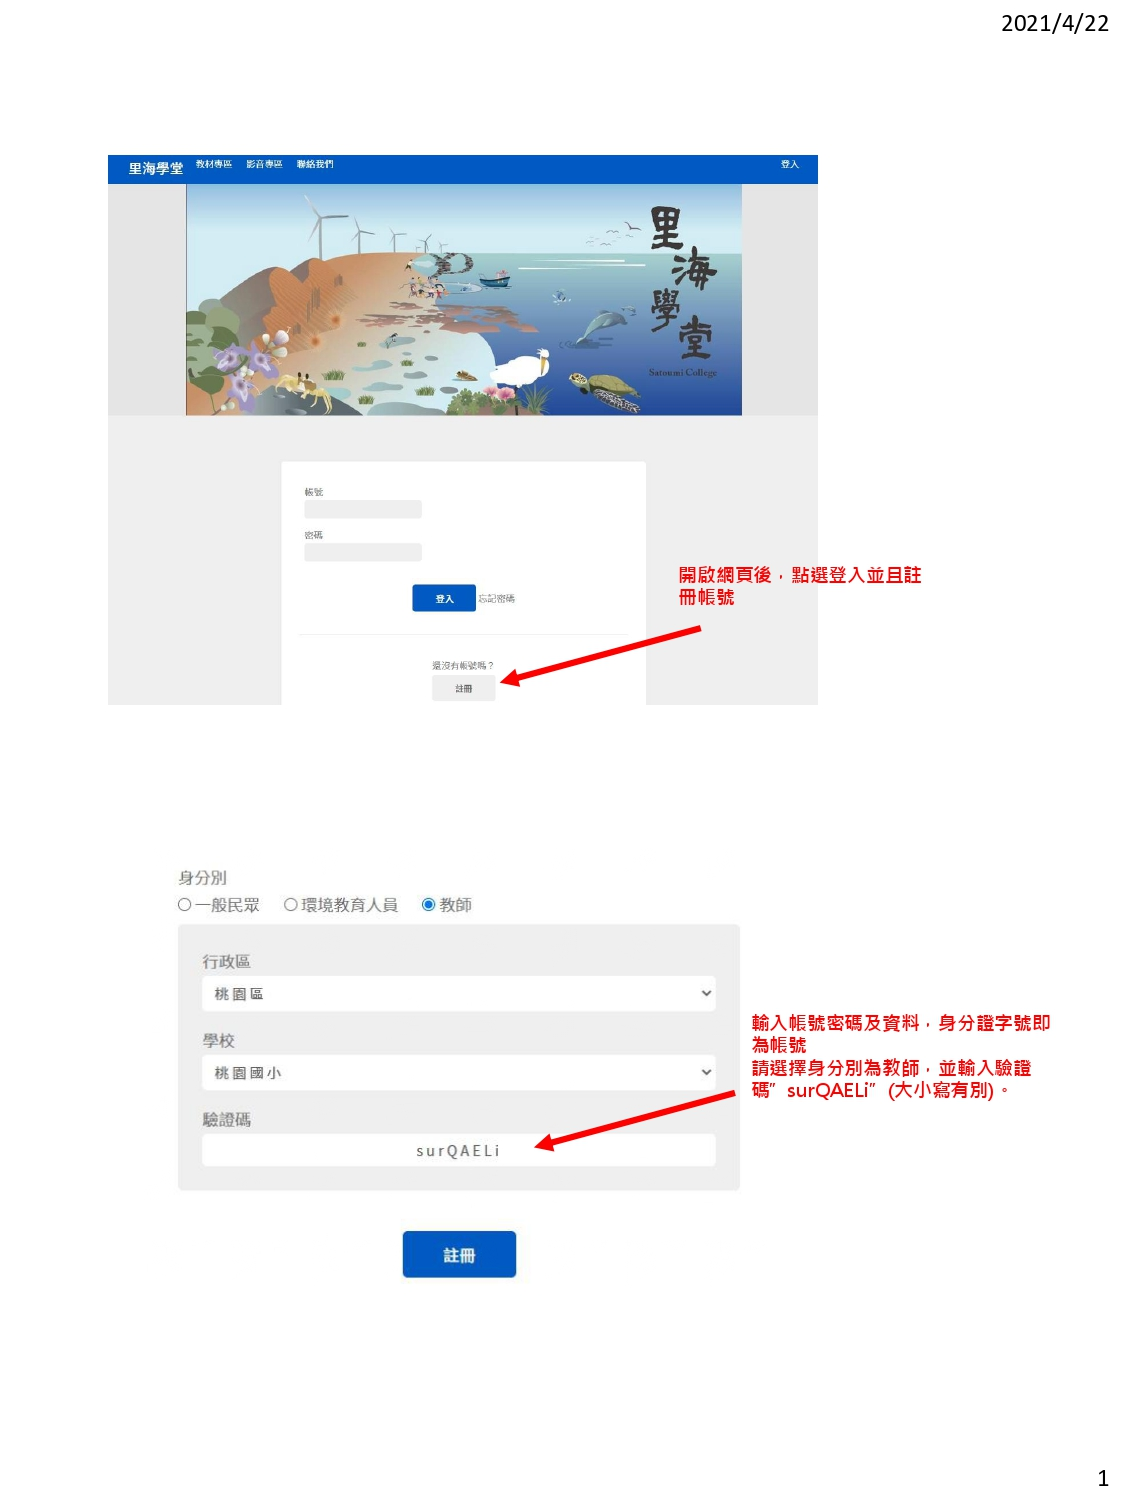 2021/4/22
里海學堂 教材專區 影音專區 聯絡我們 登入
里海學堂
Satoumi College
帳號
密碼
登入 忘記密碼
還沒有帳號嗎？
註冊
開啟網頁後，點選登入並且註
冊帳號
身分別
一般民眾 環境教育人員 教師
行政區
桃園區
學校
桃園國小
驗證碼
surQAELi
註冊
輸入帳號密碼及資料，身分證字號即
為帳號
請選擇身分別為教師，並輸入驗證
碼”surQAELi”(大小寫有別)。
1